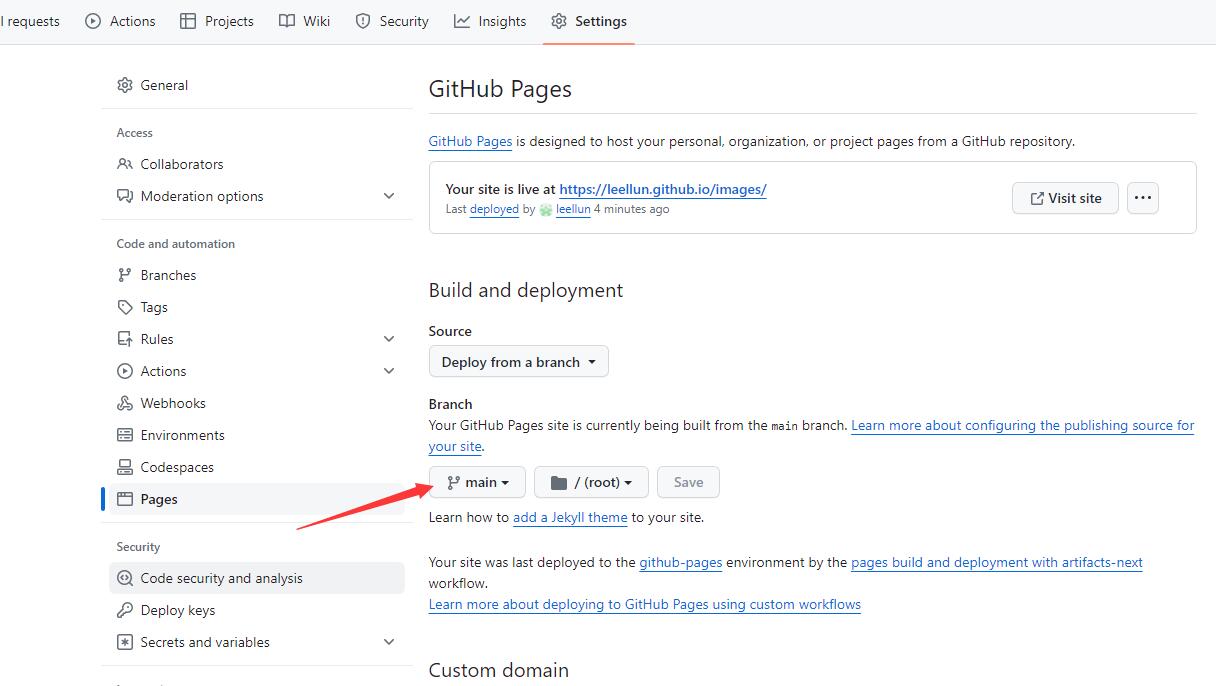 l requests
Actions
Projects
Wiki
Security
Insights
Settings
General
Access
Collaborators
Moderation options
Code and automation
Branches
Tags
Rules
Actions
Webhooks
Environments
Codespaces
Pages
Security
Code security and analysis
Deploy keys
Secrets and variables
GitHub Pages
GitHub Pages is designed to host your personal, organization, or project pages from a GitHub repository.
Your site is live at https://leellun.github.io/images/
Last deployed by leellun 4 minutes ago
Visit site
Build and deployment
Source
Deploy from a branch
Branch
Your GitHub Pages site is currently being built from the main branch. Learn more about configuring the publishing source for
your site.
main
/ (root)
Save
Learn how to add a Jekyll theme to your site.
Your site was last deployed to the github-pages environment by the pages build and deployment with artifacts-next
workflow.
Learn more about deploying to GitHub Pages using custom workflows
Custom domain